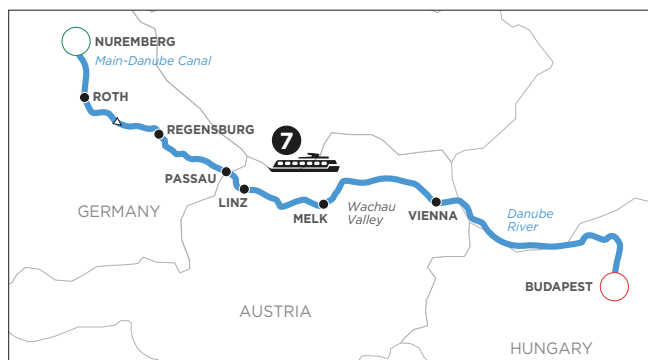 NUREMBERG
Main-Danube Canal
ROTH
REGENSBURG
7
PASSAU
LINZ
GERMANY
MELK
Wachau
Valley
VIENNA
Danube
River
BUDAPEST
AUSTRIA
HUNGARY